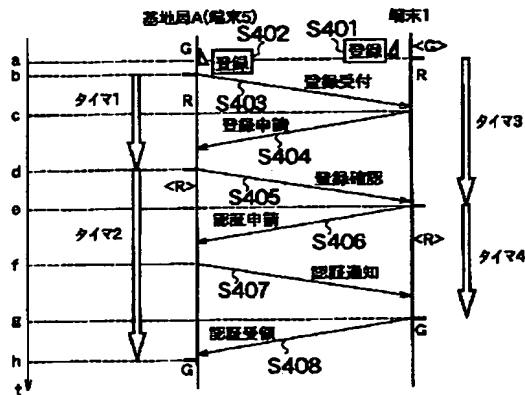 基地局A(端末5)
端末1
G
S402
S401
<G>
登録
登録
a
b
R
登録受付
タイマ1
R
S403
c
登録申請
S404
タイマ3
d
<R>
登録確認
S405
e
認証申請
S406
<R>
タイマ2
タイマ4
f
認証通知
S407
g
G
認証受領
S408
h
G
t